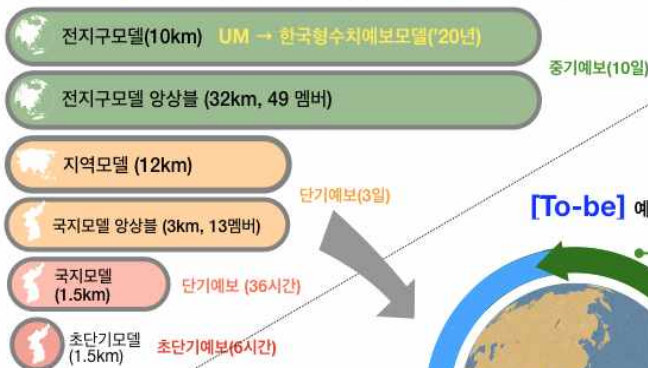 전지구모델(10km) UM → 한국형수치예보모델('20년)
전지구모델 앙상블 (32km, 49 멤버)
중기예보(10일)
지역모델 (12km)
국지모델 앙상블 (3km, 13멤버)
단기예보(3일)
[To-be] 예
국지모델
(1.5km)
단기예보 (36시간)
초단기모델
(1.5km)
초단기예보(6시간)